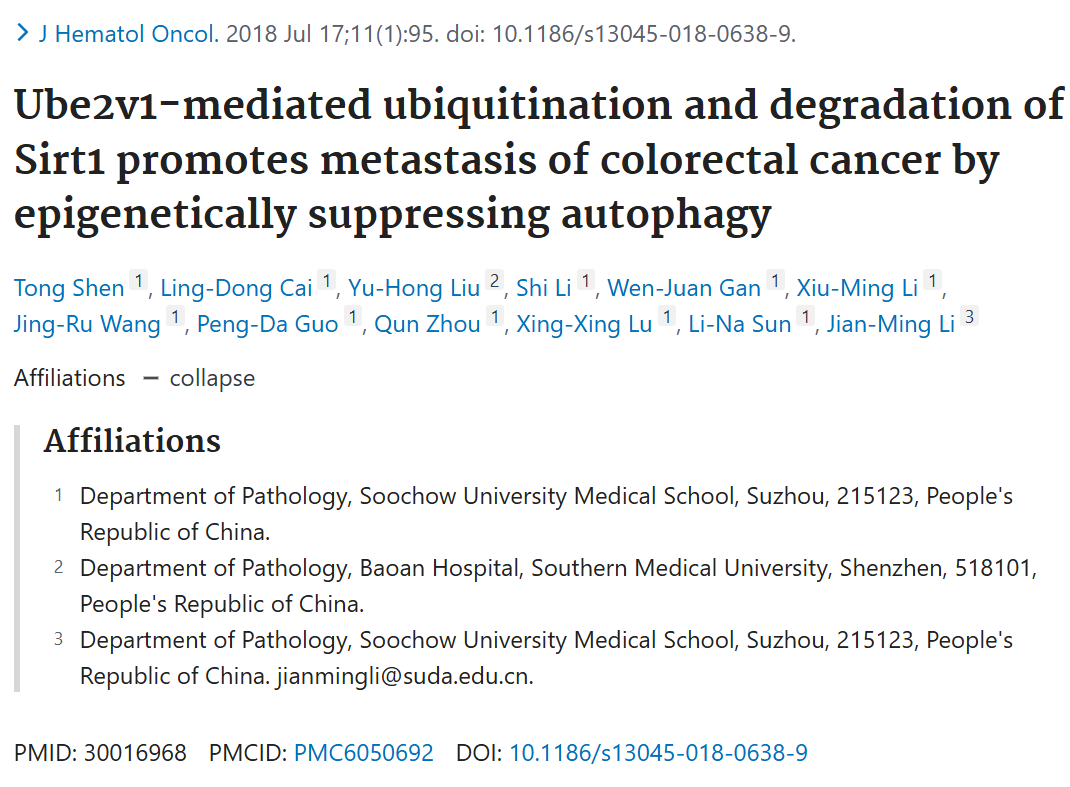 J Hematol Oncol. 2018 Jul 17;11(1):95. doi: 10.1186/s13045-018-0638-9.
Ube2v1-mediated ubiquitination and degradation of
Sirt1 promotes metastasis of colorectal cancer by
epigenetically suppressing autophagy
Tong Shen 1, Ling-Dong Cai 1, Yu-Hong Liu 2, Shi Li 1, Wen-Juan Gan 1, Xiu-Ming Li 1,
Jing-Ru Wang 1, Peng-Da Guo 1, Qun Zhou 1, Xing-Xing Lu 1, Li-Na Sun 1, Jian-Ming Li 3
Affiliations — collapse
Affiliations
1 Department of Pathology, Soochow University Medical School, Suzhou, 215123, People's
Republic of China.
2 Department of Pathology, Baoan Hospital, Southern Medical University, Shenzhen, 518101,
People's Republic of China.
3 Department of Pathology, Soochow University Medical School, Suzhou, 215123, People's
Republic of China. jianmingli@suda.edu.cn.
PMID: 30016968 PMCID: PMC6050692 DOI: 10.1186/s13045-018-0638-9